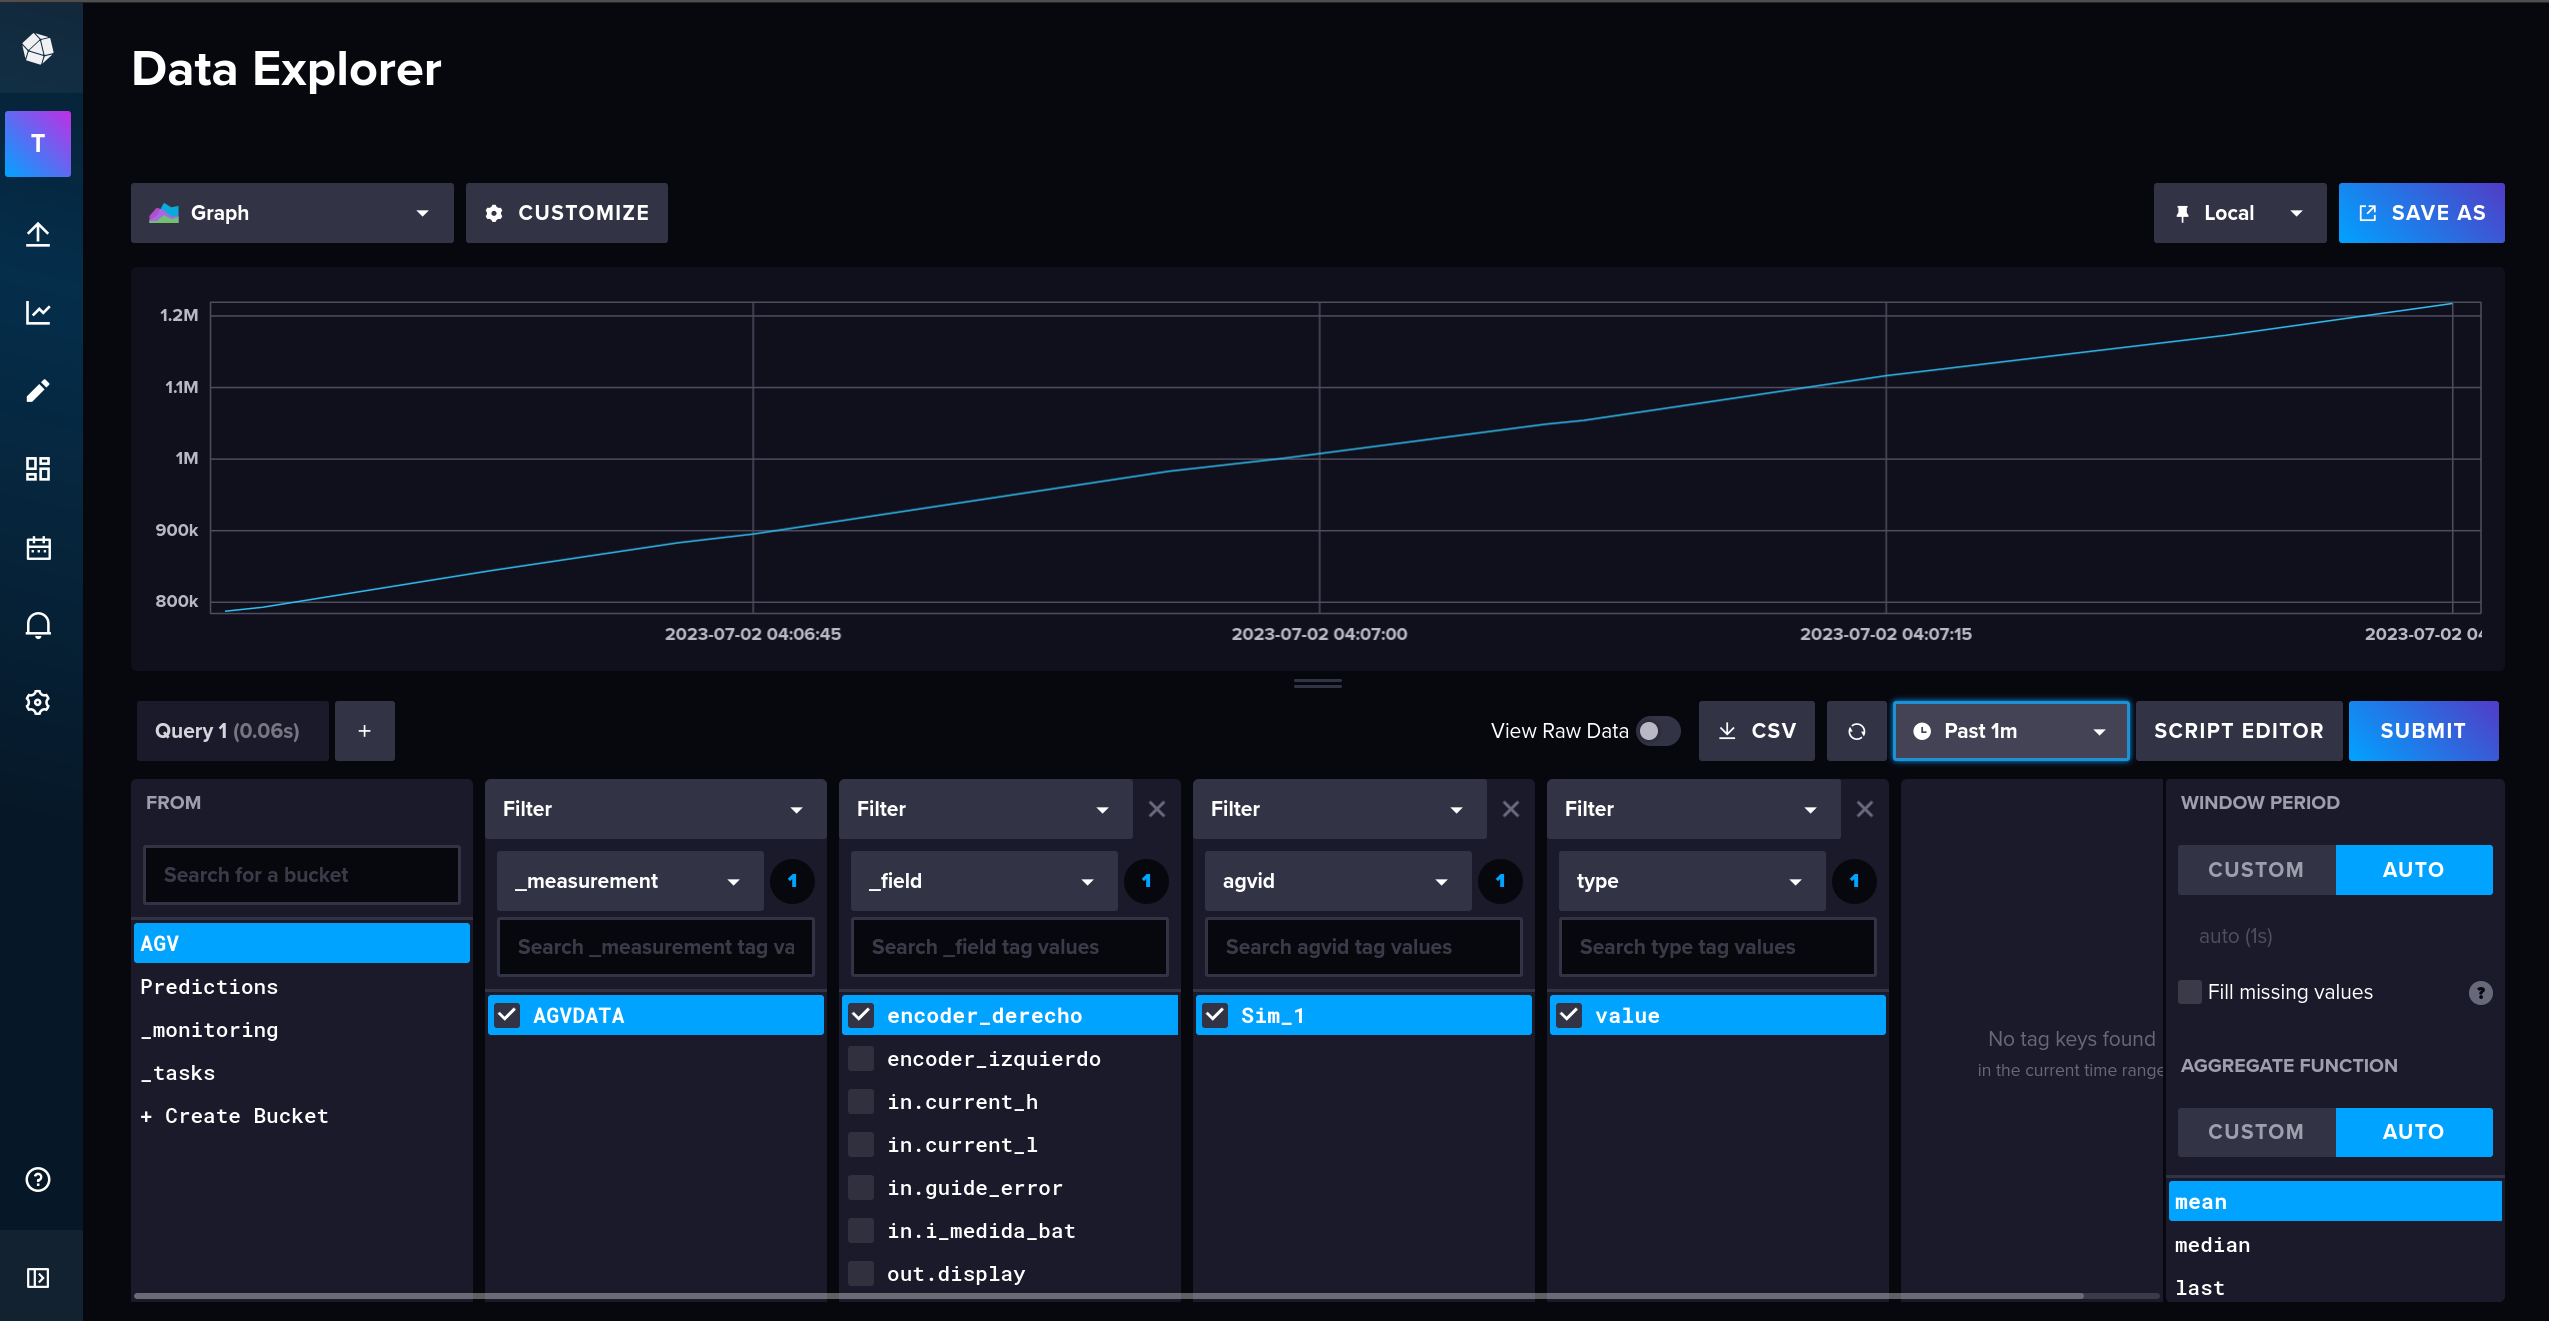 Data Explorer
T
Graph
CUSTOMIZE
Local
SAVE AS
1.2M
1.1M
1M
900k
800k
2023-07-02 04:06:45
2023-07-02 04:07:00
2023-07-02 04:07:15
2023-07-02 04
Query 1 (0.06s)
+
View Raw Data
CSV
Past 1m
SCRIPT EDITOR
SUBMIT
FROM
Search for a bucket
AGV
Predictions
_monitoring
_tasks
+ Create Bucket
Filter
_measurement
1
Search _measurement tag va
AGVDATA
Filter
_field
1
Search _field tag values
encoder_derecho
encoder_izquierdo
in.current_h
in.current_l
in.guide_error
in.i_medida_bat
out.display
Filter
agvid
1
Search agvid tag values
Sim_1
Filter
type
1
Search type tag values
value
No tag keys found
in the current time range
WINDOW PERIOD
CUSTOM
AUTO
auto (1s)
Fill missing values
?
AGGREGATE FUNCTION
CUSTOM
AUTO
mean
median
last